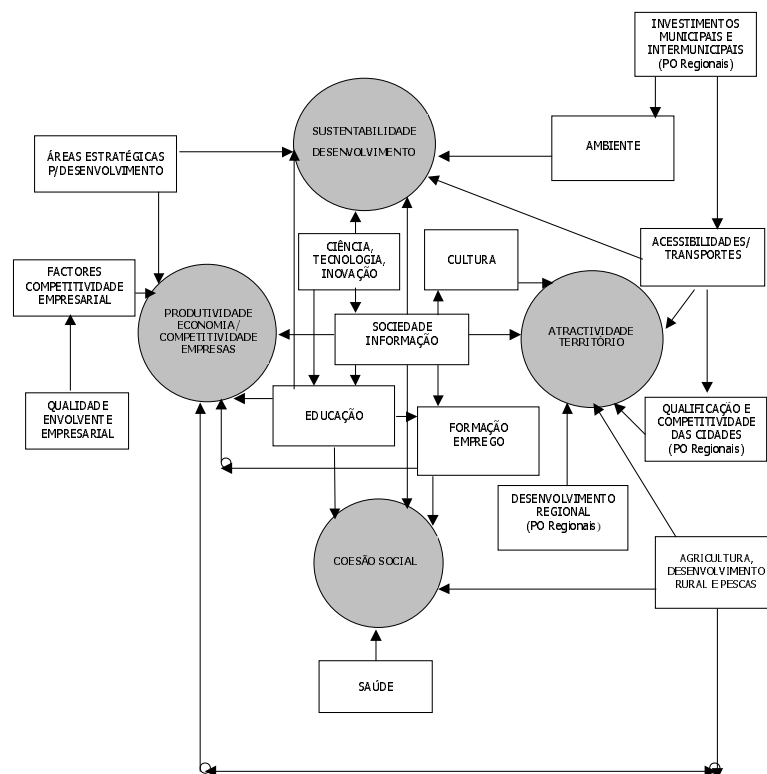 INVESTIMENTOS
MUNICIPAIS E
INTERMUNICIPAIS
(PO Regionais)
SUSTENTABILIDADE
DESENVOLVIMENTO
AMBIENTE
ÁREAS ESTRATÉGICAS
P/DESENVOLVIMENTO
CIÊNCIA,
TECNOLOGIA,
INOVAÇÃO
CULTURA
ACESSIBILIDADES/
TRANSPORTES
FACTORES
COMPETITIVIDADE
EMPRESARIAL
PRODUTIVIDADE
ECONOMIA/
COMPETITIVIDADE
EMPRESAS
SOCIEDADE
INFORMAÇÃO
ATRACTIVIDADE
TERRITÓRIO
QUALIDADE
ENVOLVENTE
EMPRESARIAL
EDUCAÇÃO
FORMAÇÃO
EMPREGO
QUALIFICAÇÃO E
COMPETITIVIDADE
DAS CIDADES
(PO Regionais)
DESENVOLVIMENTO
REGIONAL
(PO Regionais)
COESÃO SOCIAL
AGRICULTURA,
DESENVOLVIMENTO
RURAL E PESCAS
SAÚDE